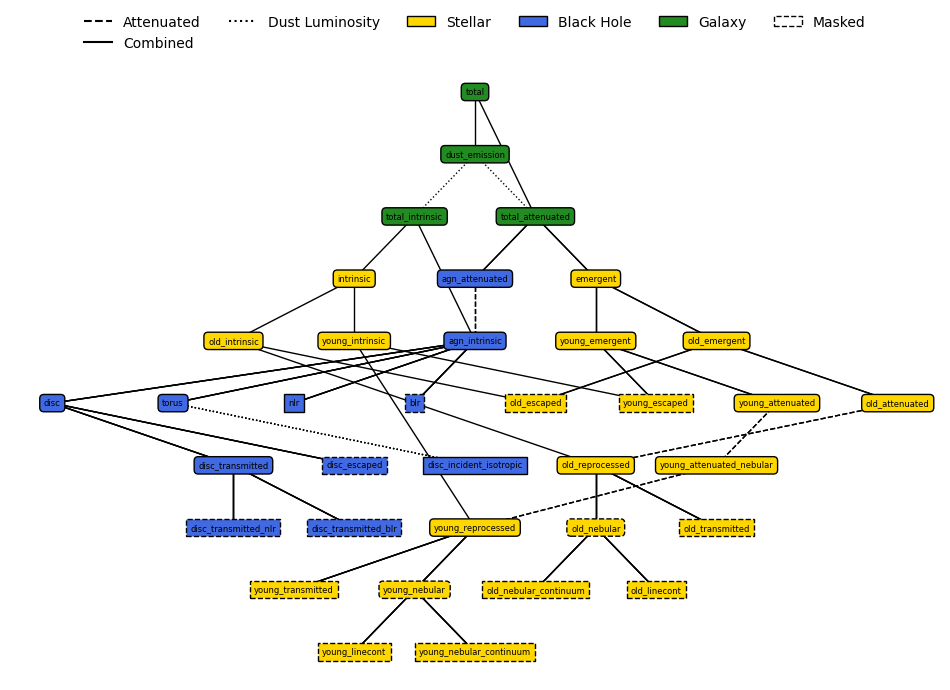 Attenuated Dust Luminosity Stellar Black Hole Galaxy Masked
Combined
total
dust_emission
total_intrinsic total_attenuated
intrinsic agn_attenuated emergent
old_intrinsic young_intrinsic agn_intrinsic young_emergent old_emergent
disc torus nlr blr old_escaped young_escaped young_attenuated old_attenuated
disc_transmitted disc_escaped disc_incident_isotropic old_reprocessed young_attenuated_nebular
disc_transmitted_nlr disc_transmitted_blr young_reprocessed old_nebular old_transmitted
young_transmitted young_nebular old_nebular_continuum old_linecont
young_linecont young_nebular_continuum